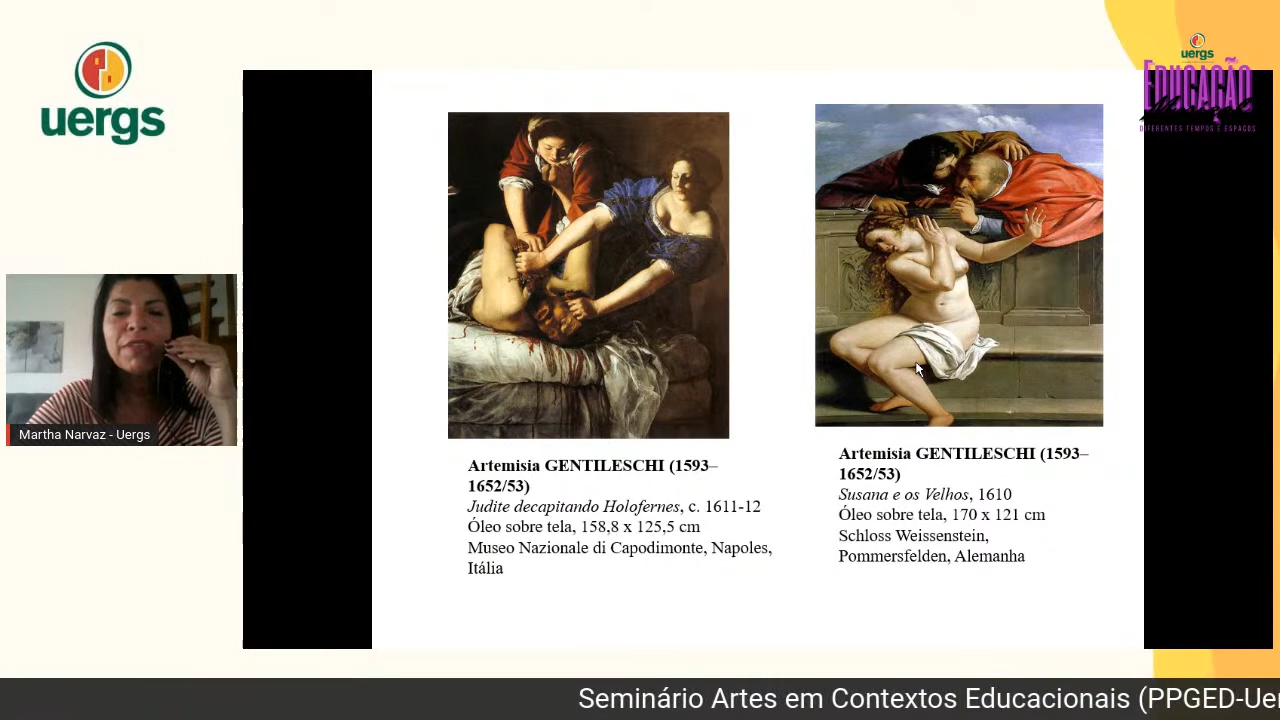 uergs
uergs
EDUCAÇÃO
DIFERENTES TEMPOS E ESPAÇOS
Martha Narvaz - Uergs
Artemisia GENTILESCHI (1593–
1652/53)
Judite decapitando Holofernes, c. 1611-12
Óleo sobre tela, 158,8 x 125,5 cm
Museo Nazionale di Capodimonte, Napoles,
Itália
Artemisia GENTILESCHI (1593–
1652/53)
Susana e os Velhos, 1610
Óleo sobre tela, 170 x 121 cm
Schloss Weissenstein,
Pommersfelden, Alemanha
Seminário Artes em Contextos Educacionais (PPGED-Uer